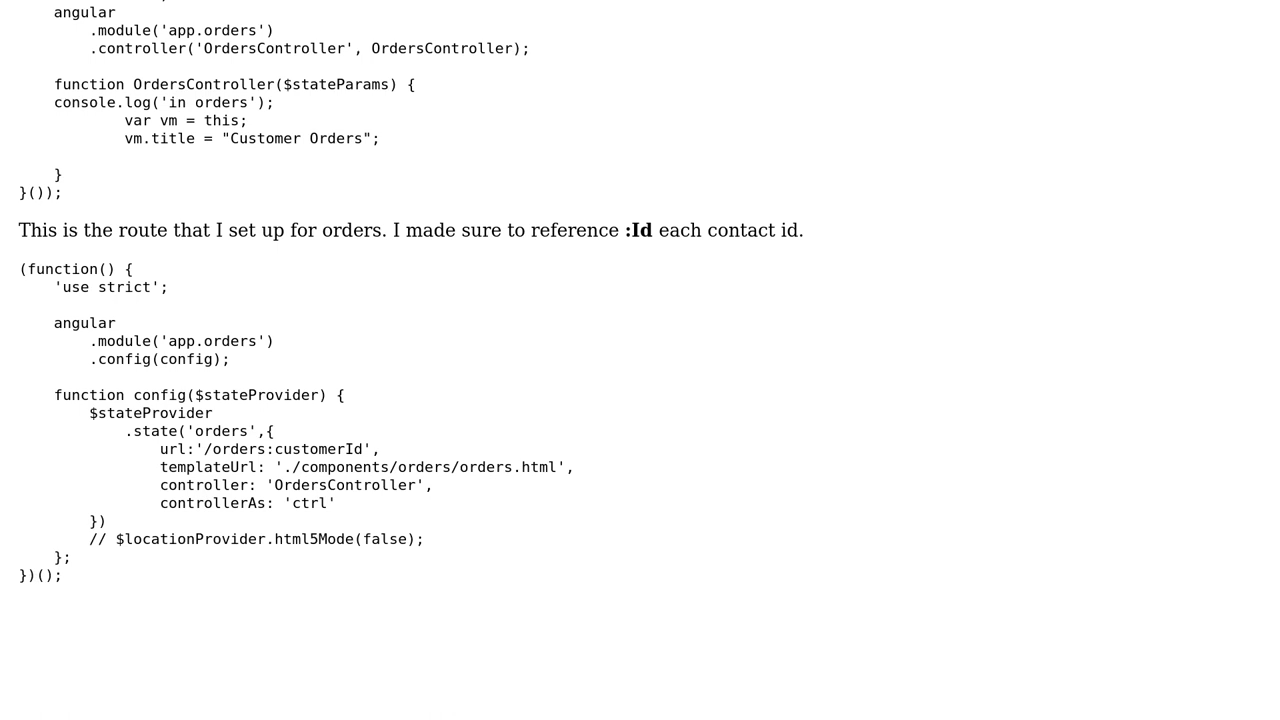 angular
.module('app.orders')
.controller('OrdersController', OrdersController);
function OrdersController($stateParams) {
console.log('in orders');
var vm = this;
vm.title = "Customer Orders";
}
}());
This is the route that I set up for orders. I made sure to reference :Id each contact id.
(function() {
'use strict';
angular
.module('app.orders')
.config(config);
function config($stateProvider) {
$stateProvider
.state('orders',{
url:'/orders:customerId',
templateUrl: './components/orders/orders.html',
controller: 'OrdersController',
controllerAs: 'ctrl'
})
// $locationProvider.html5Mode(false);
};
})();